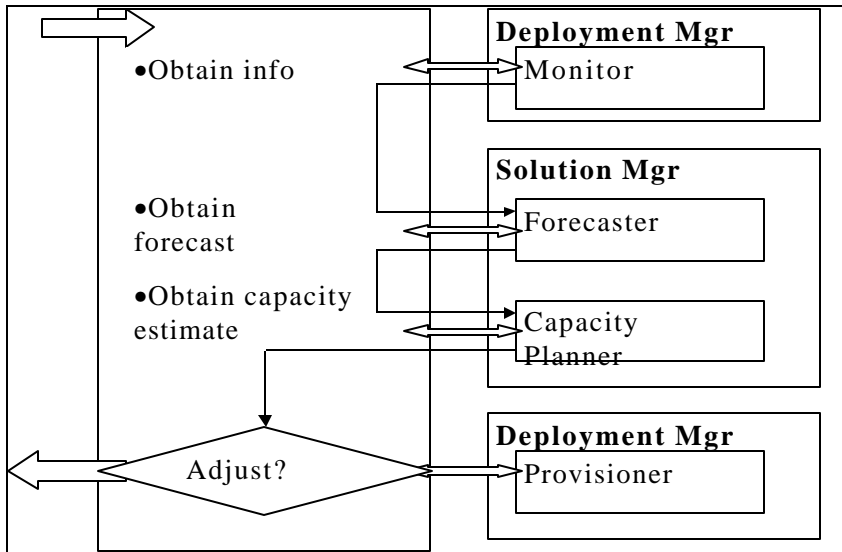 Deployment Mgr
•Obtain info
Monitor
Solution Mgr
•Obtain
forecast
Forecaster
•Obtain capacity
estimate
Capacity
Planner
Deployment Mgr
Adjust?
Provisioner